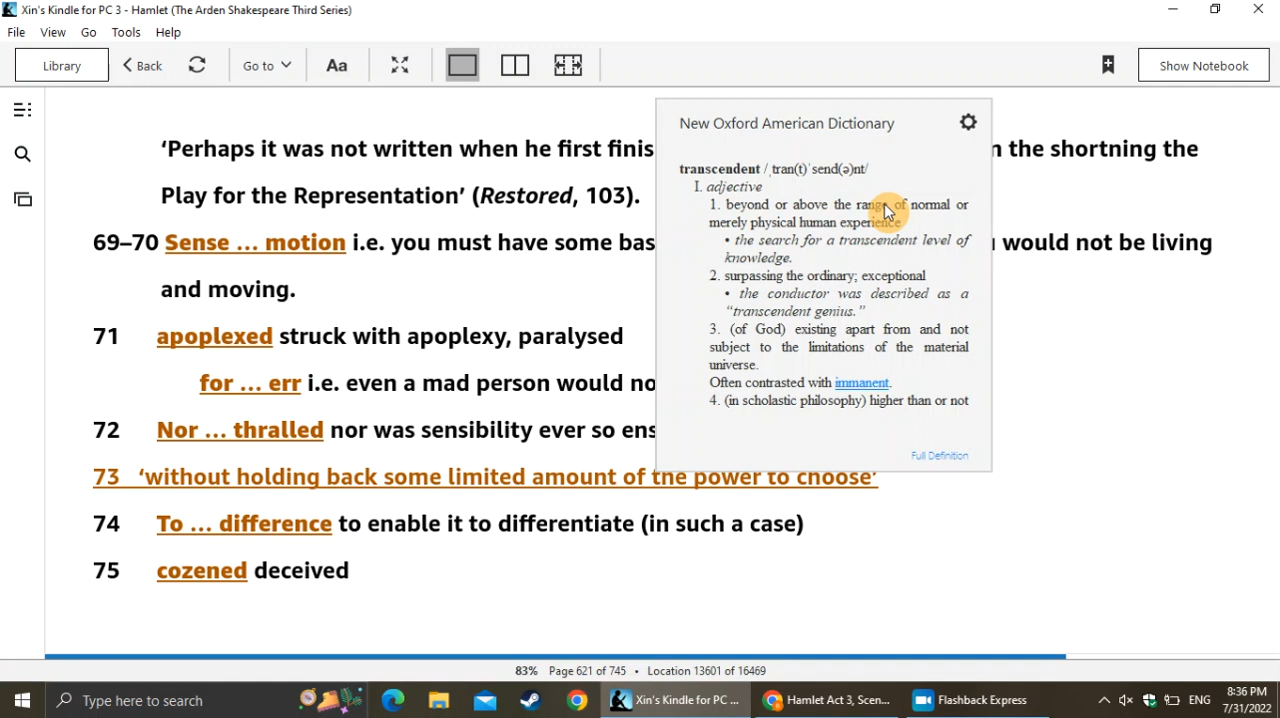 Xin's Kindle for PC 3 - Hamlet (The Arden Shakespeare Third Series)
File View Go Tools Help
Library Back Go to Aa Show Notebook
‘Perhaps it was not written when he first finis
n the shortning the
Play for the Representation’ (Restored, 103).
69–70 Sense … motion i.e. you must have some bas
u would not be living
and moving.
71 apoplexed struck with apoplexy, paralysed
for … err i.e. even a mad person would no
72 Nor … thralled nor was sensibility ever so ens
73 ‘without holding back some limited amount of the power to choose’
74 To … difference to enable it to differentiate (in such a case)
75 cozened deceived
New Oxford American Dictionary
transcendent /ˌtran(t)ˈsend(ə)nt/
I. adjective
1. beyond or above the range of normal or
merely physical human experience
• the search for a transcendent level of
knowledge.
2. surpassing the ordinary; exceptional
• the conductor was described as a
“transcendent genius.”
3. (of God) existing apart from and not
subject to the limitations of the material
universe.
Often contrasted with immanent.
4. (in scholastic philosophy) higher than or not
Full Definition
83% Page 621 of 745 • Location 13601 of 16469
Type here to search
Xin's Kindle for PC ...
Hamlet Act 3, Scen...
Flashback Express
ENG
8:36 PM
7/31/2022